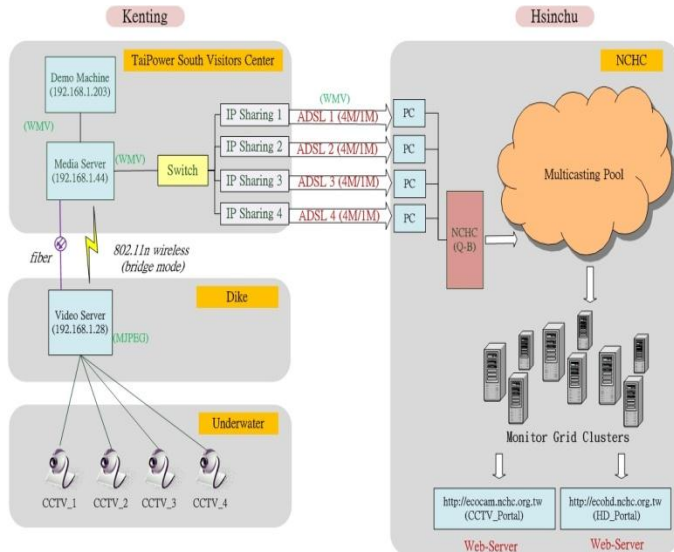 Kenting
Hsinchu
TaiPower South Visitors Center
NCHC
Demo Machine
(192.168.1.203)
(WMV)
Media Server
(192.168.1.44)
(WMV)
Switch
IP Sharing 1
IP Sharing 2
IP Sharing 3
IP Sharing 4
(WMV)
ADSL 1 (4M/1M)
ADSL 2 (4M/1M)
ADSL 3 (4M/1M)
ADSL 4 (4M/1M)
PC
PC
PC
PC
NCHC
(Q-B)
Multicasting Pool
fiber
802.11n wireless
(bridge mode)
Dike
Video Server
(192.168.1.28)
(MJPEG)
Underwater
CCTV_1
CCTV_2
CCTV_3
CCTV_4
Monitor Grid Clusters
http://ecocam.nchc.org.tw
(CCTV_Portal)
http://ecohd.nchc.org.tw
(HD_Portal)
Web-Server
Web-Server